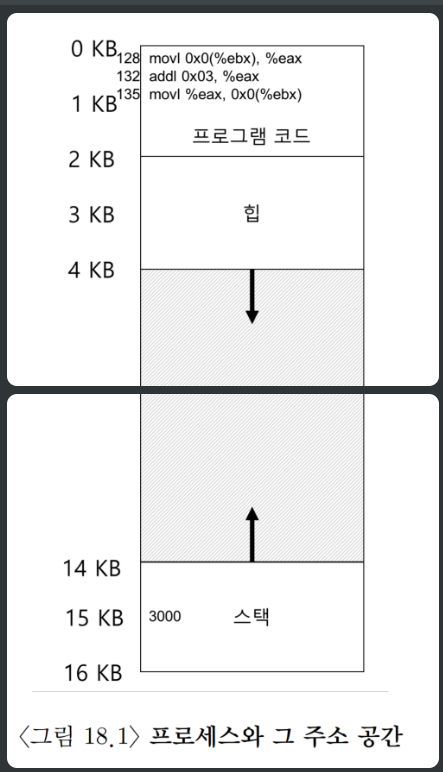 0 KB
128 movl 0x0(%ebx), %eax
132 addl 0x03, %eax
135 movl %eax, 0x0(%ebx)
1 KB
프로그램 코드
2 KB
3 KB 힙
4 KB
14 KB
15 KB 3000 스택
16 KB
〈그림 18.1〉 프로세스와 그 주소 공간